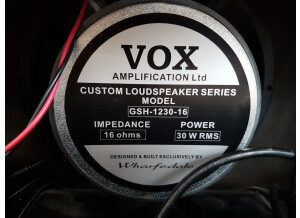 VOX
AMPLIFICATION Ltd
CUSTOM LOUDSPEAKER SERIES
MODEL
GSH-1230-16
IMPEDANCE POWER
16 ohms 30 W RMS
DESIGNED & BUILT EXCLUSIVELY BY
Wharfedale